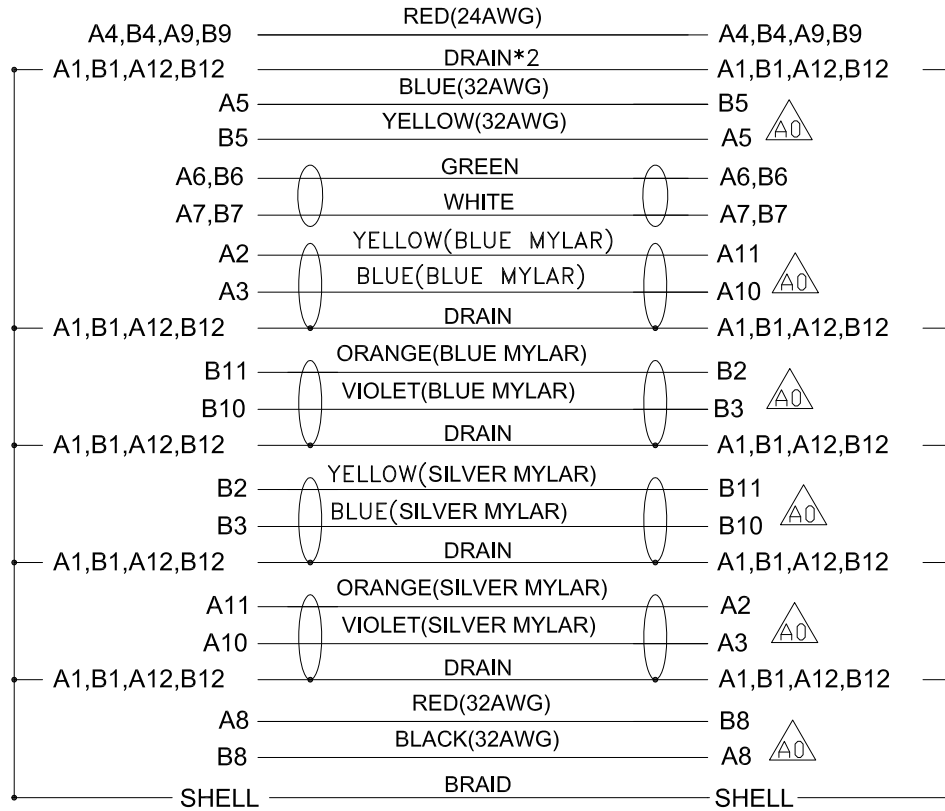 RED(24AWG)
A4,B4,A9,B9 A4,B4,A9,B9
DRAIN*2
A1,B1,A12,B12 A1,B1,A12,B12
BLUE(32AWG)
A5 B5
YELLOW(32AWG)
B5 A5 A0
GREEN
A6,B6 A6,B6
WHITE
A7,B7 A7,B7
YELLOW(BLUE MYLAR)
A2 A11
BLUE(BLUE MYLAR)
A3 A10 A0
DRAIN
A1,B1,A12,B12 A1,B1,A12,B12
ORANGE(BLUE MYLAR)
B11 B2
VIOLET(BLUE MYLAR)
B10 B3 A0
DRAIN
A1,B1,A12,B12 A1,B1,A12,B12
YELLOW(SILVER MYLAR)
B2 B11
BLUE(SILVER MYLAR)
B3 B10 A0
DRAIN
A1,B1,A12,B12 A1,B1,A12,B12
ORANGE(SILVER MYLAR)
A11 A2
VIOLET(SILVER MYLAR)
A10 A3 A0
DRAIN
A1,B1,A12,B12 A1,B1,A12,B12
RED(32AWG)
A8 B8
BLACK(32AWG)
B8 A8 A0
BRAID
SHELL SHELL